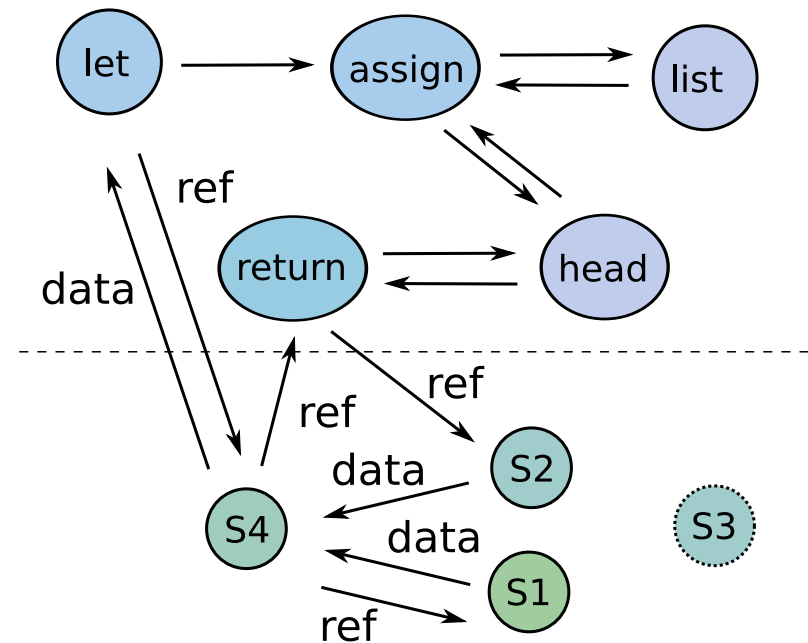 let
assign
list
ref
return
head
data
ref
ref
data
S2
S4
S3
data
S1
ref